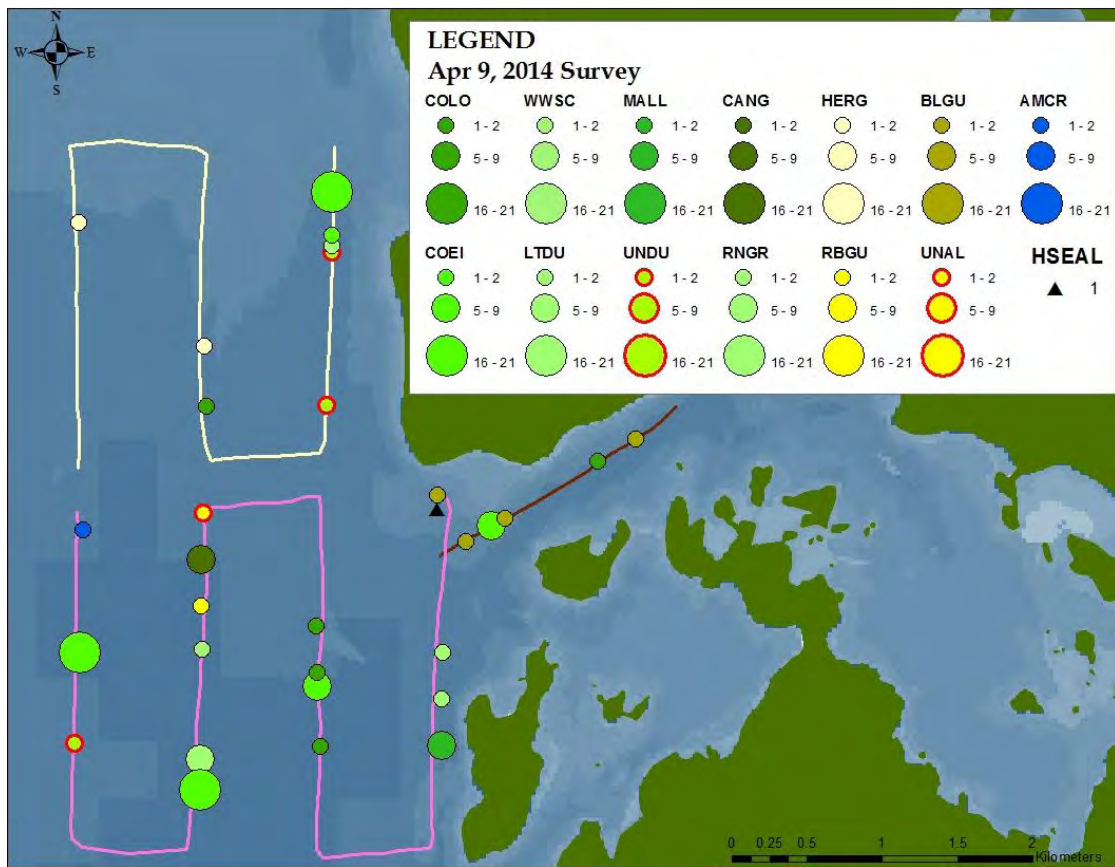 N
W E
S
LEGEND
Apr 9, 2014 Survey
COLO WWSC MALL CANG HERG BLGU AMCR
1 - 2 1 - 2 1 - 2 1 - 2 1 - 2 1 - 2 1 - 2
5 - 9 5 - 9 5 - 9 5 - 9 5 - 9 5 - 9 5 - 9
16 - 21 16 - 21 16 - 21 16 - 21 16 - 21 16 - 21 16 - 21
COEI LTDU UNDU RNGR RBGU UNAL HSEAL
1 - 2 1 - 2 1 - 2 1 - 2 1 - 2 1 - 2 1
5 - 9 5 - 9 5 - 9 5 - 9 5 - 9 5 - 9
16 - 21 16 - 21 16 - 21 16 - 21 16 - 21 16 - 21
0 0.25 0.5 1 1.5 2
Kilometers